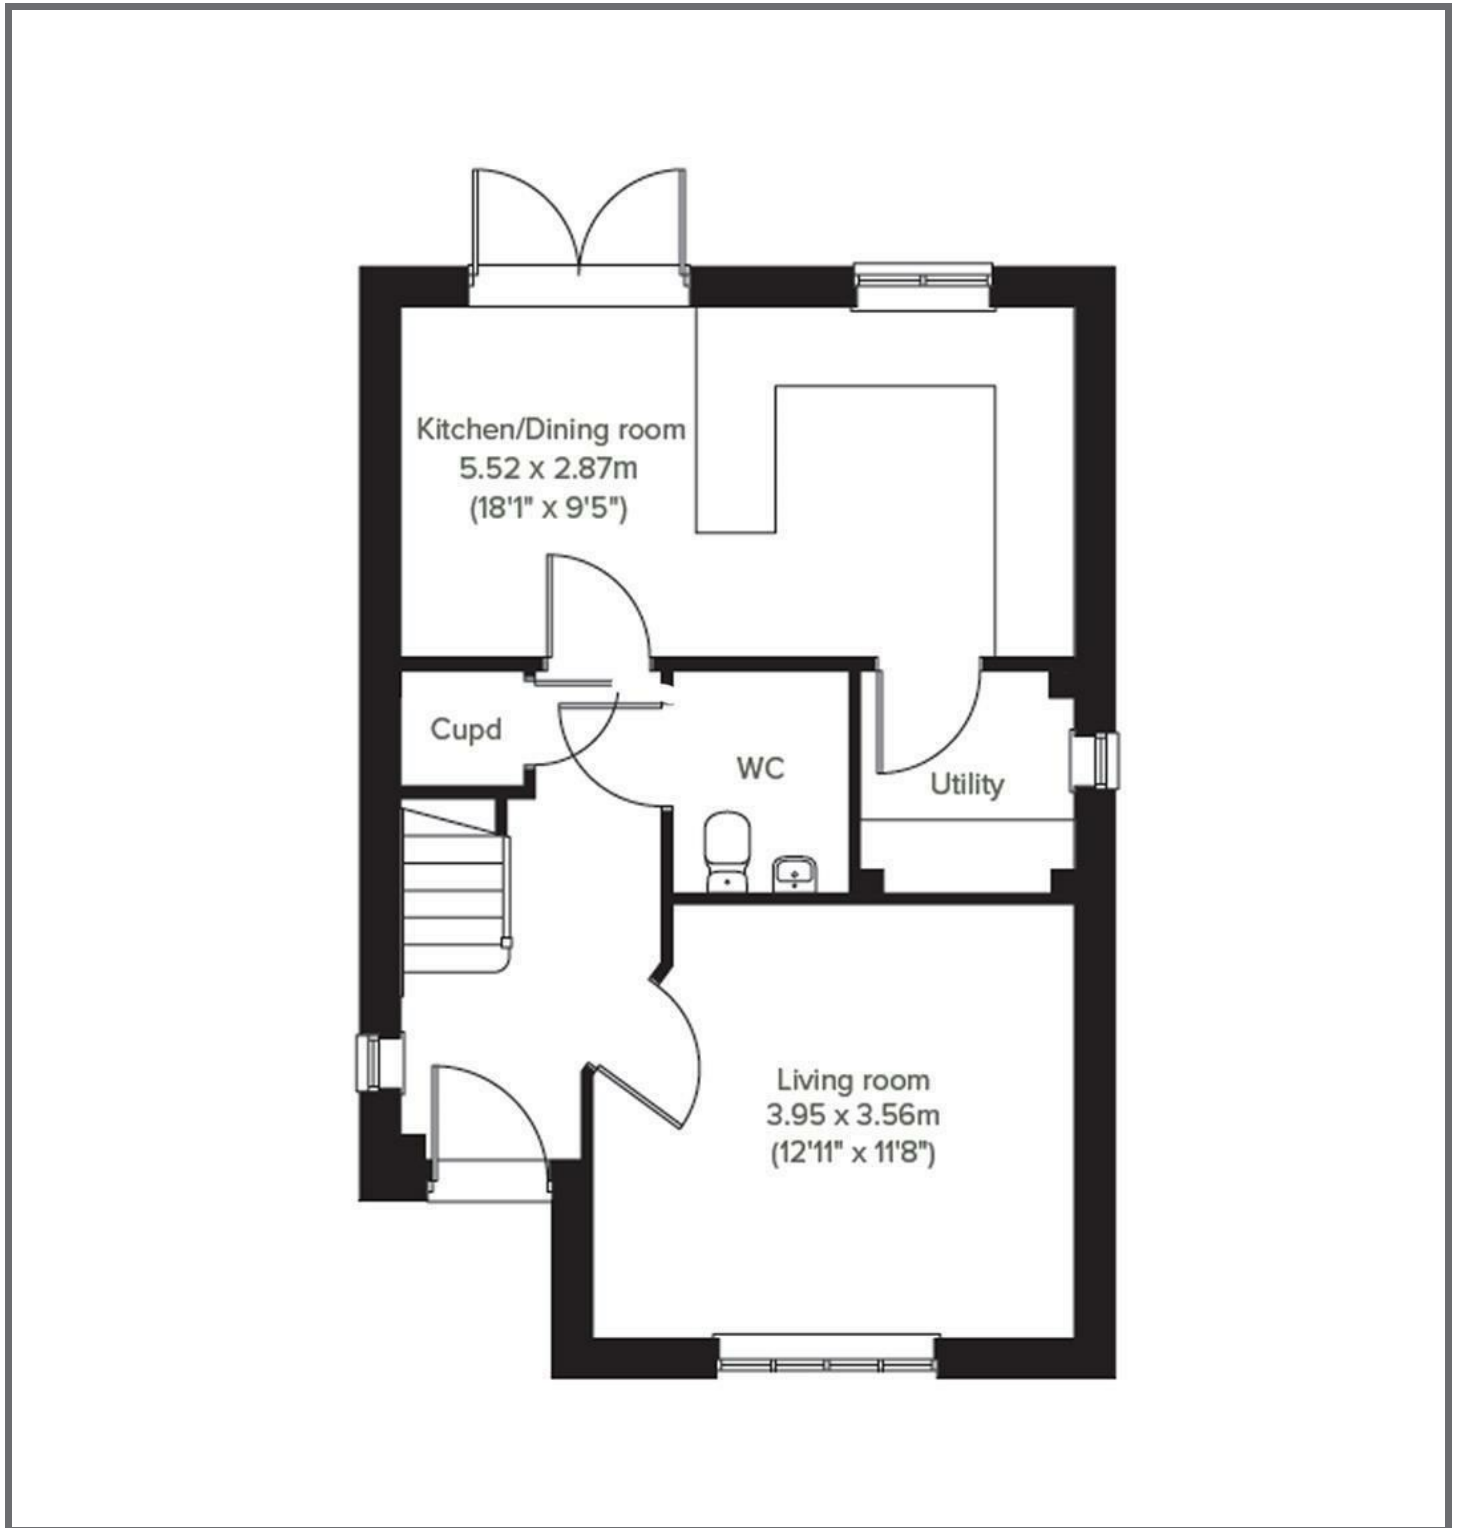 Kitchen/Dining room
5.52 x 2.87m
(18'1" x 9'5")
Cupd
WC
Utility
Living room
3.95 x 3.56m
(12'11" x 11'8")